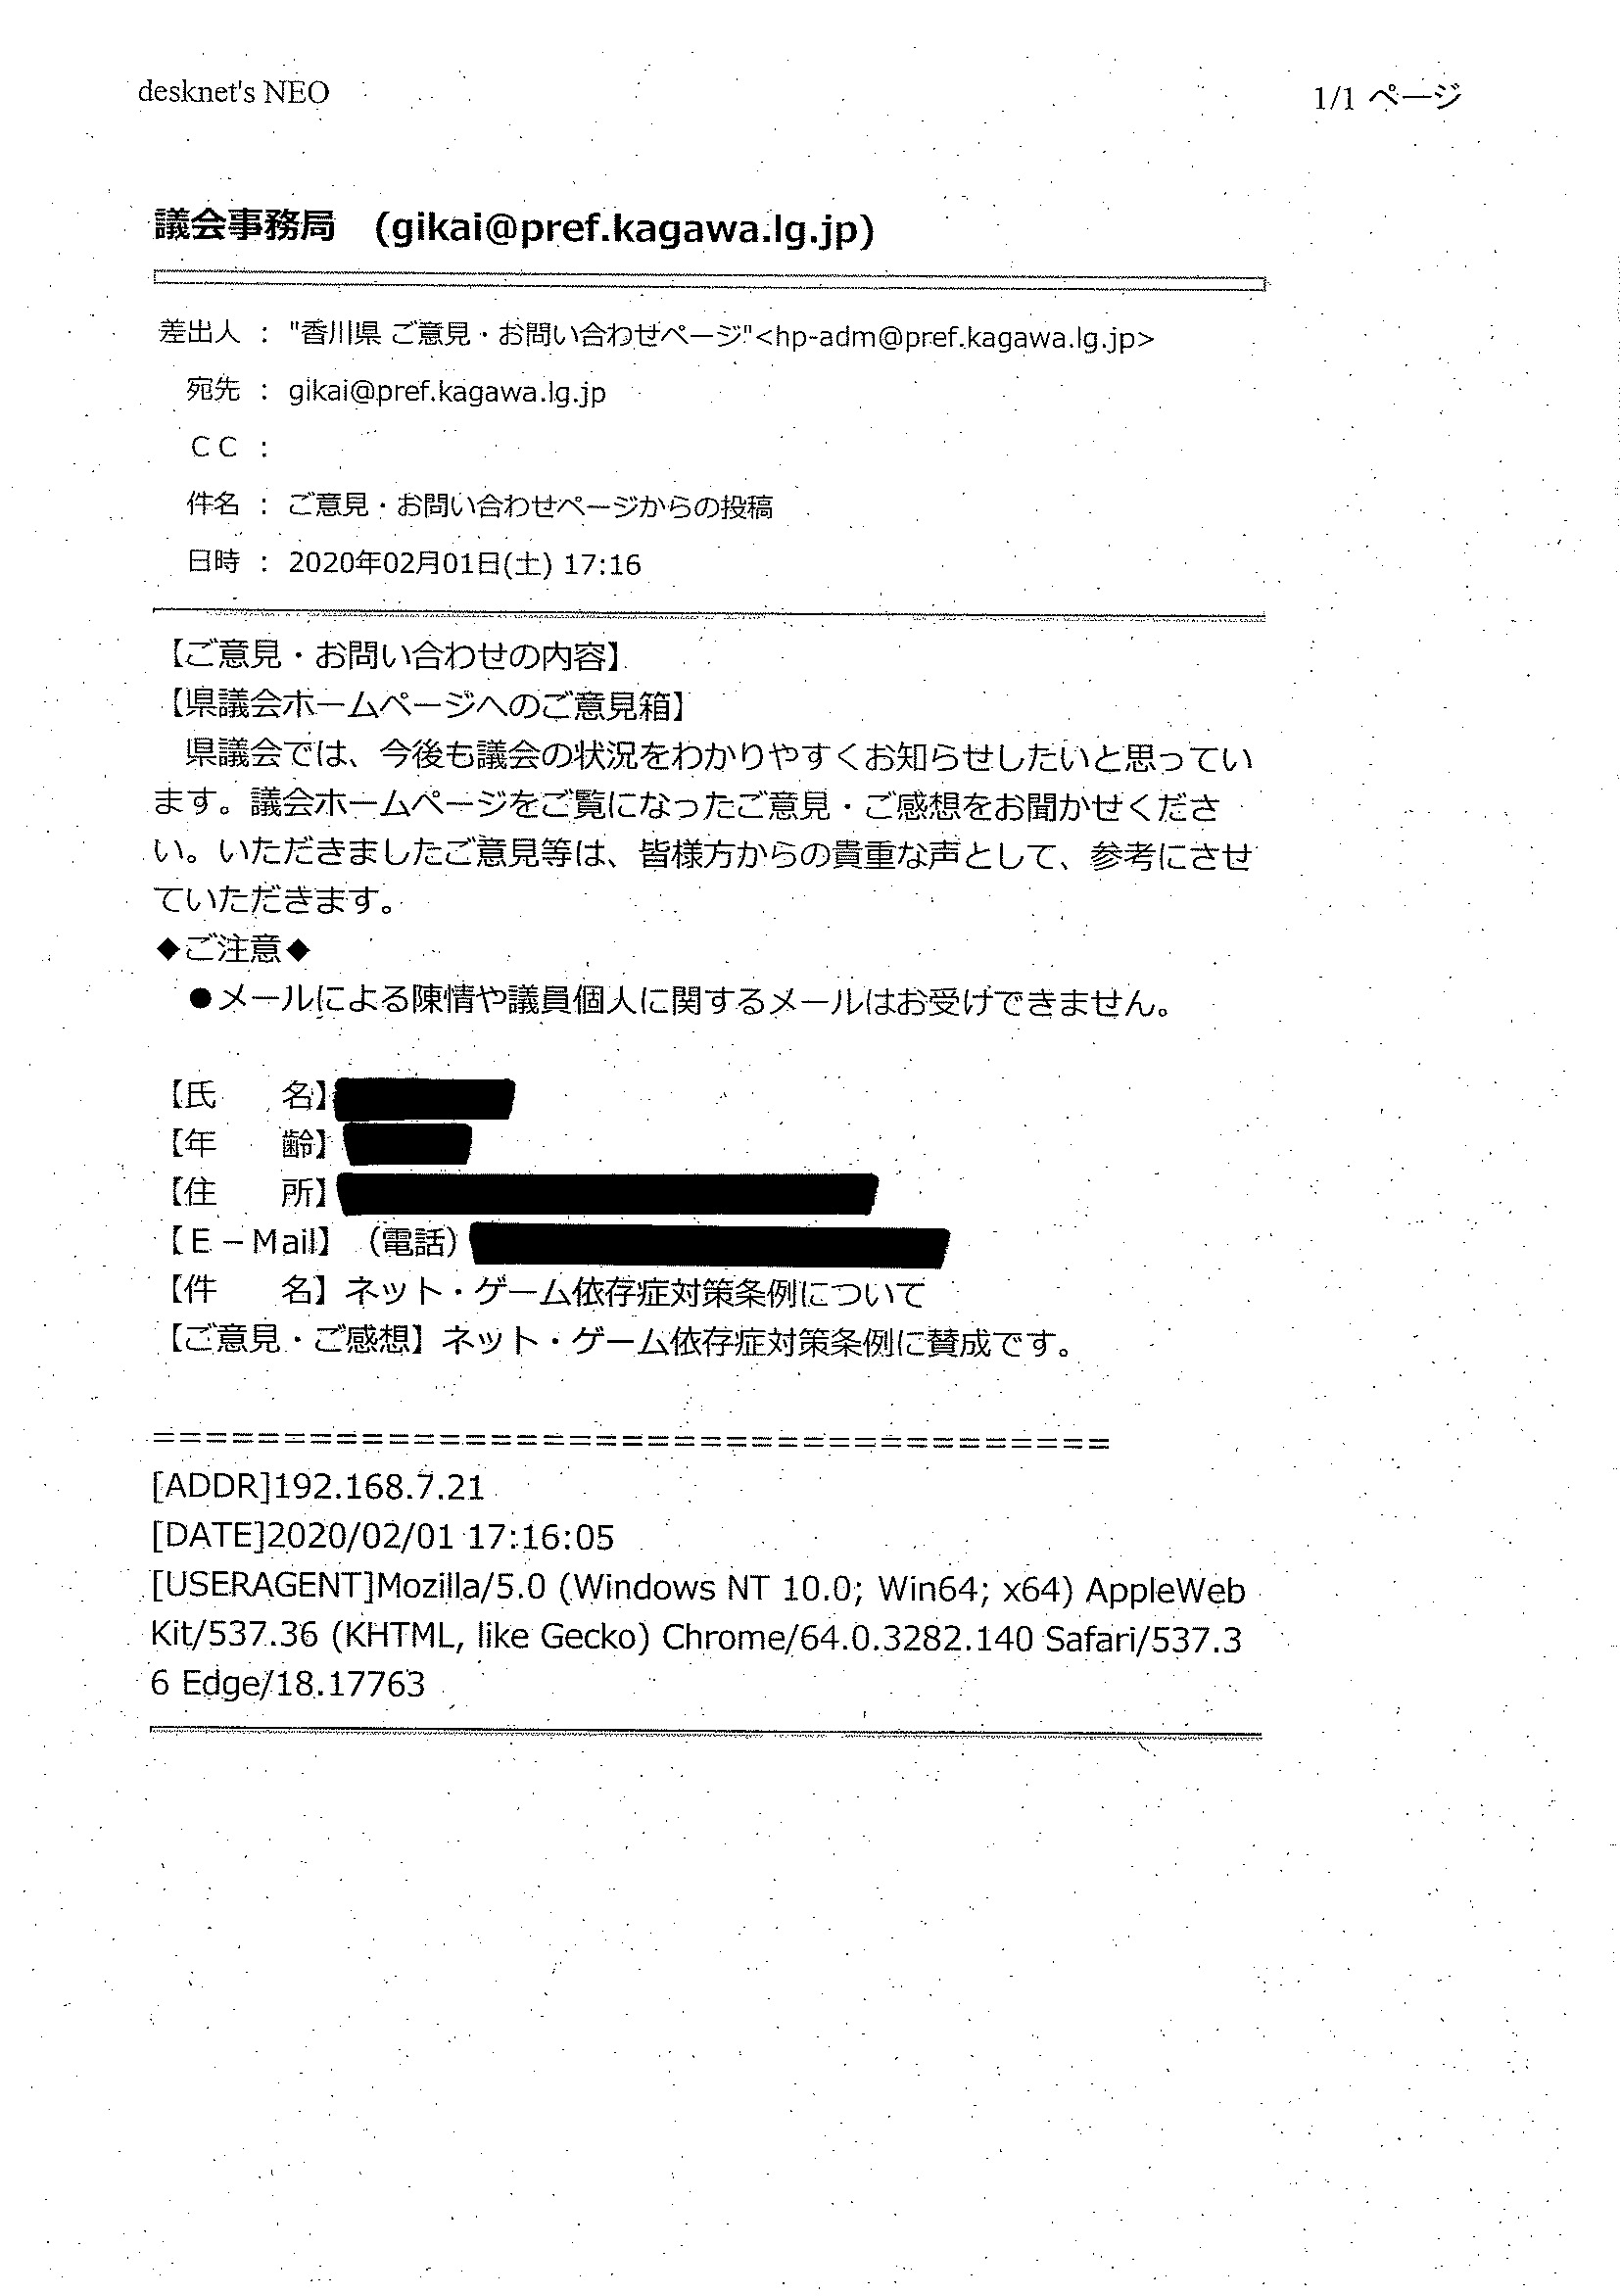 desknet's NEO
1/1 ページ
議会事務局 (gikai@pref.kagawa.lg.jp)
差出人 : "香川県 ご意見・お問い合わせページ"<hp-adm@pref.kagawa.lg.jp>
宛先 : gikai@pref.kagawa.lg.jp
CC :
件名 : ご意見・お問い合わせページからの投稿
日時 : 2020年02月01日(土) 17:16
【ご意見・お問い合わせの内容】
【県議会ホームページへのご意見箱】
県議会では、今後も議会の状況をわかりやすくお知らせしたいと思ってい
ます。議会ホームページをご覧になったご意見・ご感想をお聞かせくださ
い。いただきましたご意見等は、皆様方からの貴重な声として、参考にさせ
ていただきます。
◆ご注意◆
●メールによる陳情や議員個人に関するメールはお受けできません。
【氏　　名】
【年　　齢】
【住　　所】
【E－Mail】（電話）
【件　　名】ネット・ゲーム依存症対策条例について
【ご意見・ご感想】ネット・ゲーム依存症対策条例に賛成です。
=====================================
[ADDR]192.168.7.21
[DATE]2020/02/01 17:16:05
[USERAGENT]Mozilla/5.0 (Windows NT 10.0; Win64; x64) AppleWeb
Kit/537.36 (KHTML, like Gecko) Chrome/64.0.3282.140 Safari/537.3
6 Edge/18.17763